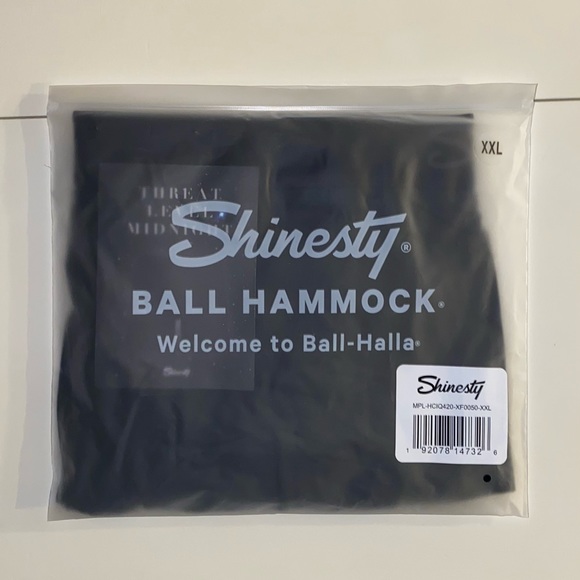 XXL
THREAT
LEVEL
MIDNIGHT
Shinesty®
BALL HAMMOCK®
Welcome to Ball-Halla®
Shinesty
MPL-HCIQ420-XF0050-XXL
1 92078 14732 6